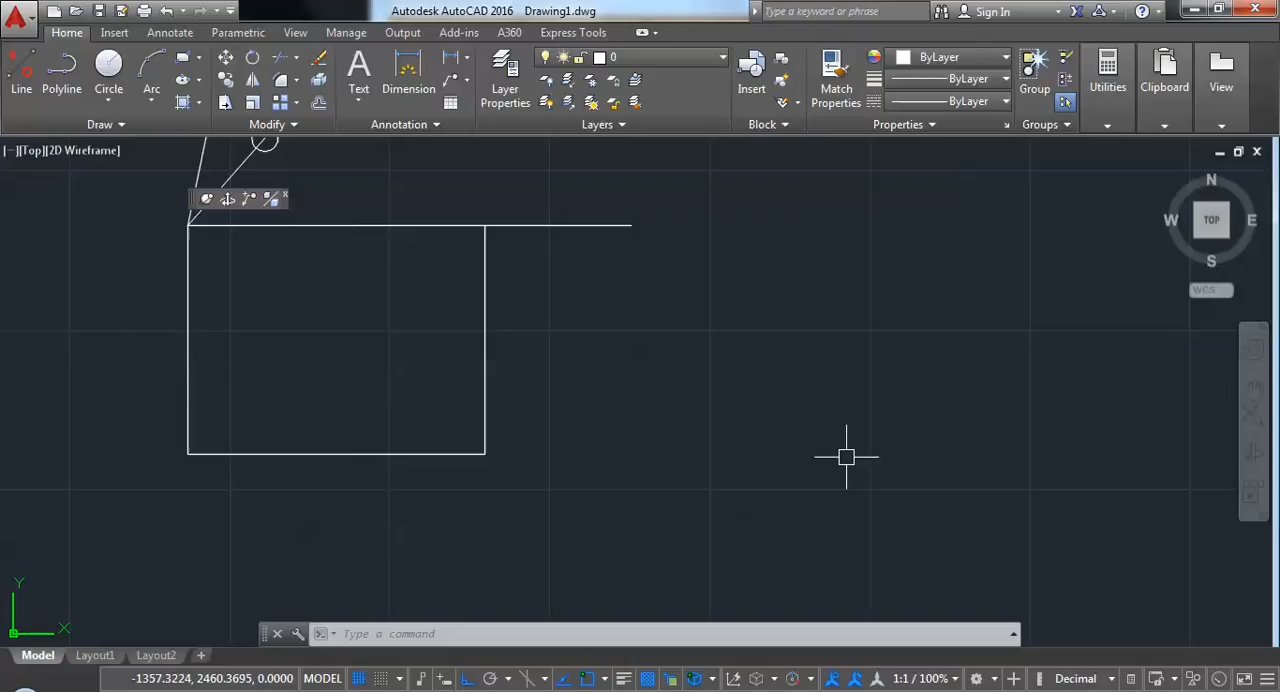 Autodesk AutoCAD 2016 Drawing1.dwg Type a keyword or phrase Sign In
Home Insert Annotate Parametric View Manage Output Add-ins A360 Express Tools
0 ByLayer
ByLayer
ByLayer
Line Polyline Circle Arc Text Dimension Layer Properties Insert Match Properties Group Utilities Clipboard View
Draw Modify Annotation Layers Block Properties Groups
[−][Top][2D Wireframe]
N
W TOP E
S
WCS
Y
X
Type a command
Model Layout1 Layout2 +
-1357.3224, 2460.3695, 0.0000 MODEL 1:1 / 100% Decimal